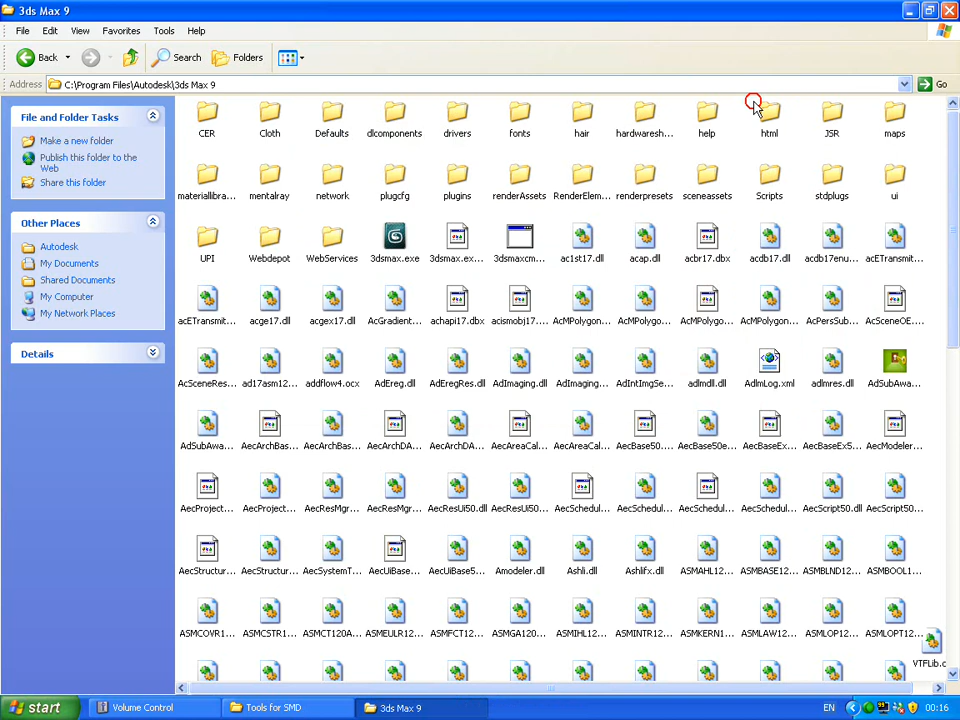 3ds Max 9
File Edit View Favorites Tools Help
Back Search Folders
Address C:\Program Files\Autodesk\3ds Max 9 Go
File and Folder Tasks
Make a new folder
Publish this folder to the
Web
Share this folder
Other Places
Autodesk
My Documents
Shared Documents
My Computer
My Network Places
Details
CER Cloth Defaults dlcomponents drivers fonts hair hardwaresh... help html JSR maps
materiallibra... mentalray network plugcfg plugins renderAssets RenderElem... renderpresets sceneassets Scripts stdplugs ui
UPI Webdepot WebServices 3dsmax.exe 3dsmax.ex... 3dsmaxcm... ac1st17.dll acap.dll acbr17.dbx acdb17.dll acdb17enu... acETransmit...
acETransmit... acge17.dll acgex17.dll AcGradient... achapi17.dbx acismobj17.... AcMPolygon... AcMPolygon... AcMPolygon... AcMPolygon... AcPersSub... AcSceneOE...
AcSceneRes... ad17asm12... addflow4.ocx AdEreg.dll AdEregRes.dll AdImaging.dll AdImaging... AdIntImgSe... adlmdll.dll AdlmLog.xml adlmres.dll AdSubAwa...
AdSubAwa... AecArchBas... AecArchBas... AecArchDA... AecArchDA... AecAreaCal... AecAreaCal... AecBase50.... AecBase50e... AecBaseEx... AecBaseEx5... AecModeler...
AecProject... AecProject... AecResMgr... AecResMgr... AecResUi50.dll AecResUi50... AecSchedul... AecSchedul... AecSchedul... AecSchedul... AecScript50.dll AecScript50...
AecStructur... AecStructur... AecSystemT... AecUiBase... AecUiBase5... Amodeler.dll Ashli.dll Ashlifx.dll ASMAHL12... ASMBASE12... ASMBLND12... ASMBOOL1...
ASMCOVR1... ASMCSTR1... ASMCT120A... ASMEULR12... ASMFCT12... ASMGA120... ASMIHL12... ASMINTR12... ASMKERN1... ASMLAW12... ASMLOP12... ASMLOPT12...
start Volume Control Tools for SMD 3ds Max 9 EN 00:16